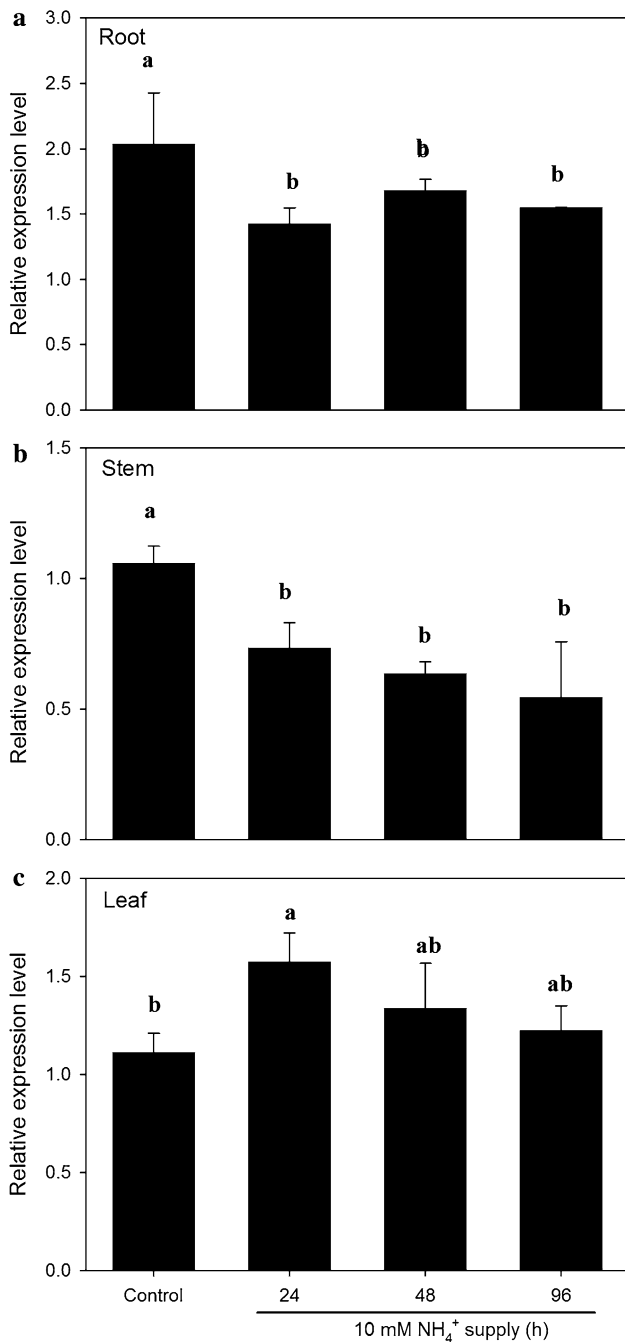 a
Root
Relative expression level
3.0
2.5
2.0
1.5
1.0
0.5
0.0
a
b
b
b
b
Stem
Relative expression level
1.5
1.0
0.5
0.0
a
b
b
b
c
Leaf
Relative expression level
2.0
1.5
1.0
0.5
0.0
b
a
ab
ab
Control 24 48 96
10 mM NH₄⁺ supply (h)